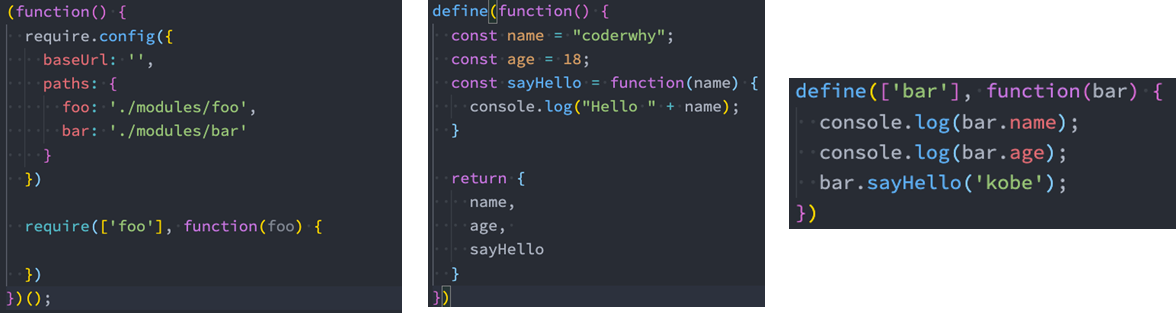 (function() {
  require.config({
    baseUrl: '',
    paths: {
      foo: './modules/foo',
      bar: './modules/bar'
    }
  })

  require(['foo'], function(foo) {

  })
})();
define(function() {
  const name = "coderwhy";
  const age = 18;
  const sayHello = function(name) {
    console.log("Hello " + name);
  }

  return {
    name,
    age,
    sayHello
  }
})
define(['bar'], function(bar) {
  console.log(bar.name);
  console.log(bar.age);
  bar.sayHello('kobe');
})